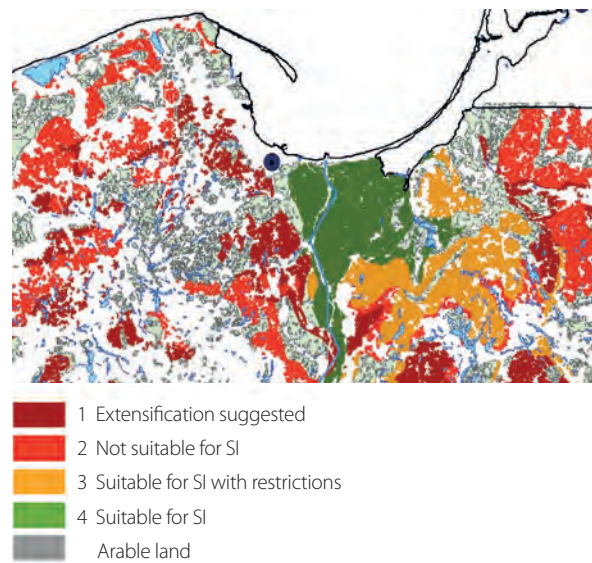 1 Extensification suggested
2 Not suitable for SI
3 Suitable for SI with restrictions
4 Suitable for SI
Arable land